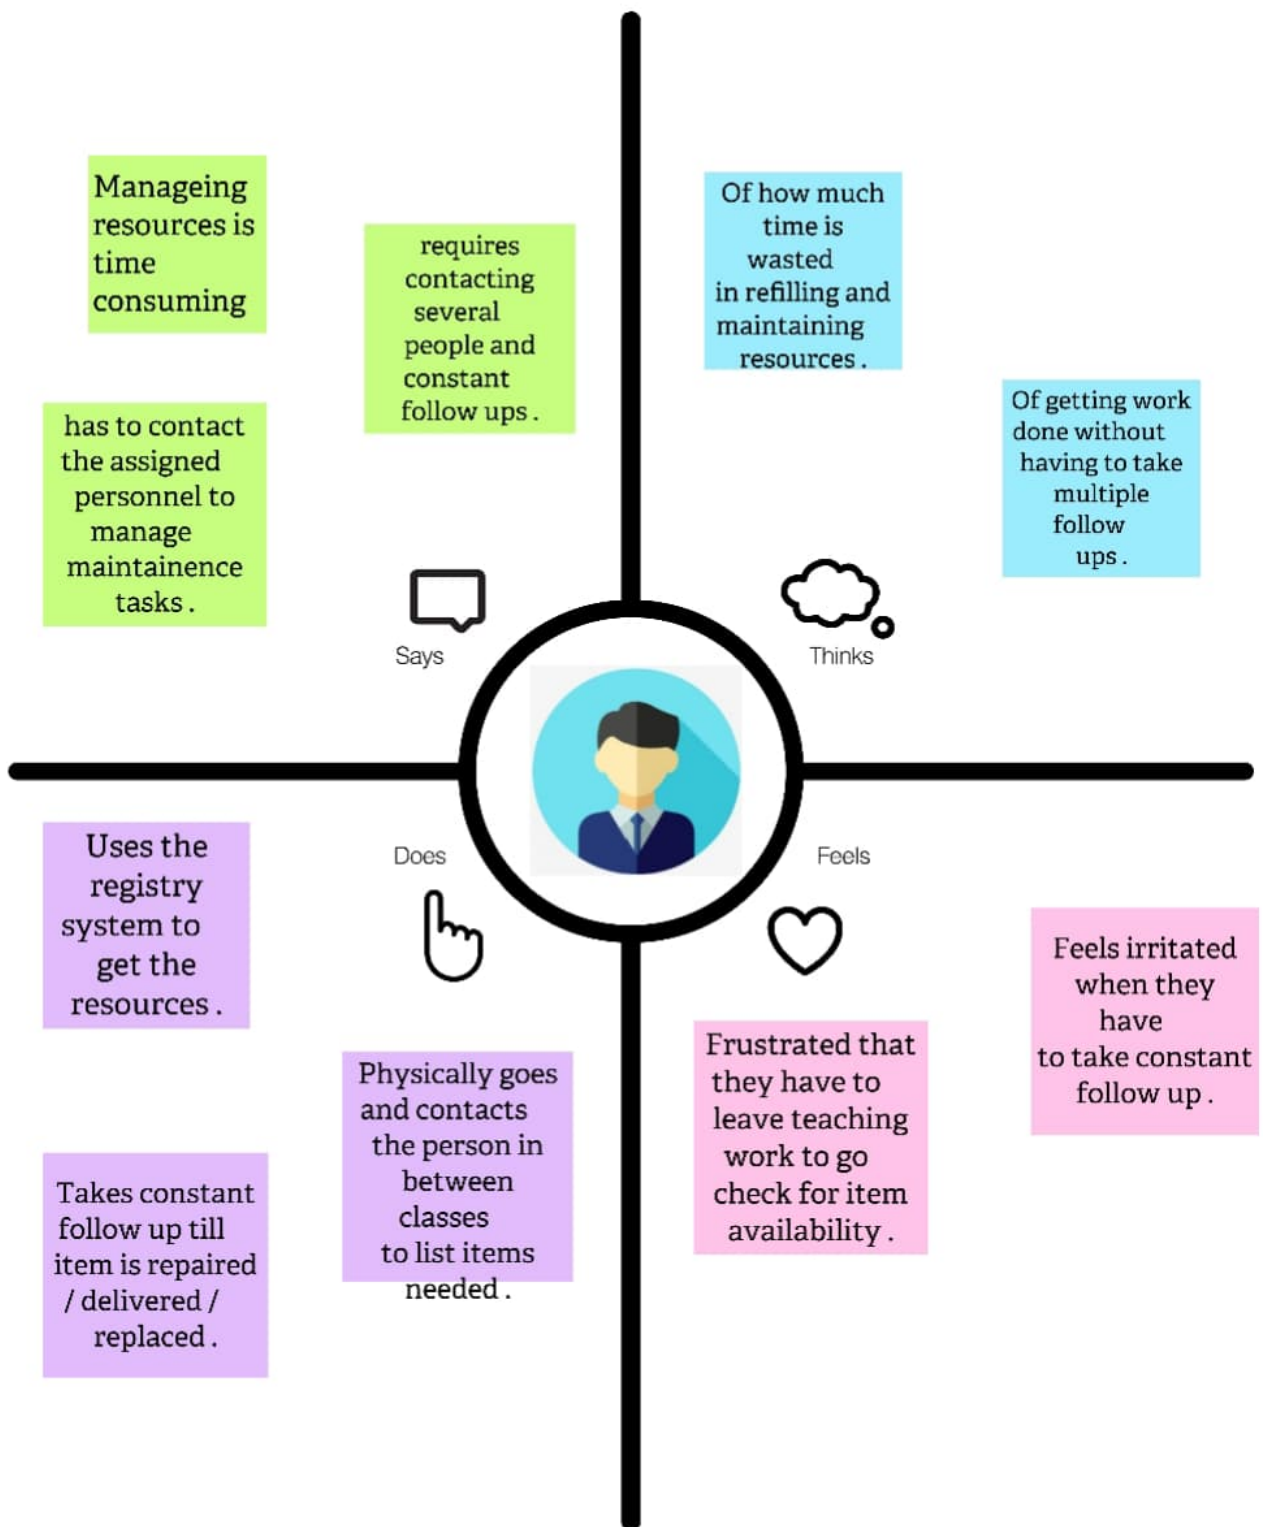 Manageing
resources is
time
consuming
requires
contacting
several
people and
constant
follow ups .
has to contact
the assigned
personnel to
manage
maintainence
tasks .
Says
Of how much
time is
wasted
in refilling and
maintaining
resources .
Of getting work
done without
having to take
multiple
follow
ups .
Thinks
Does
Uses the
registry
system to
get the
resources .
Physically goes
and contacts
the person in
between
classes
to list items
needed .
Takes constant
follow up till
item is repaired
/ delivered /
replaced .
Feels
Feels irritated
when they
have
to take constant
follow up .
Frustrated that
they have to
leave teaching
work to go
check for item
availability .